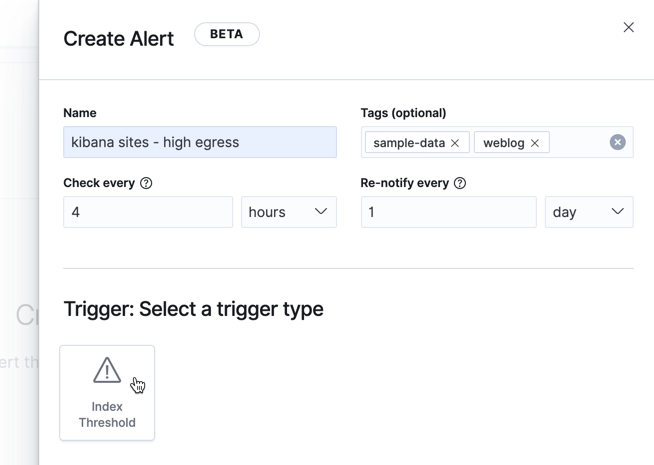 Create Alert BETA
Name
kibana sites - high egress
Tags (optional)
sample-data weblog
Check every
4 hours
Re-notify every
1 day
Cr
Trigger: Select a trigger type
ert th
Index
Threshold